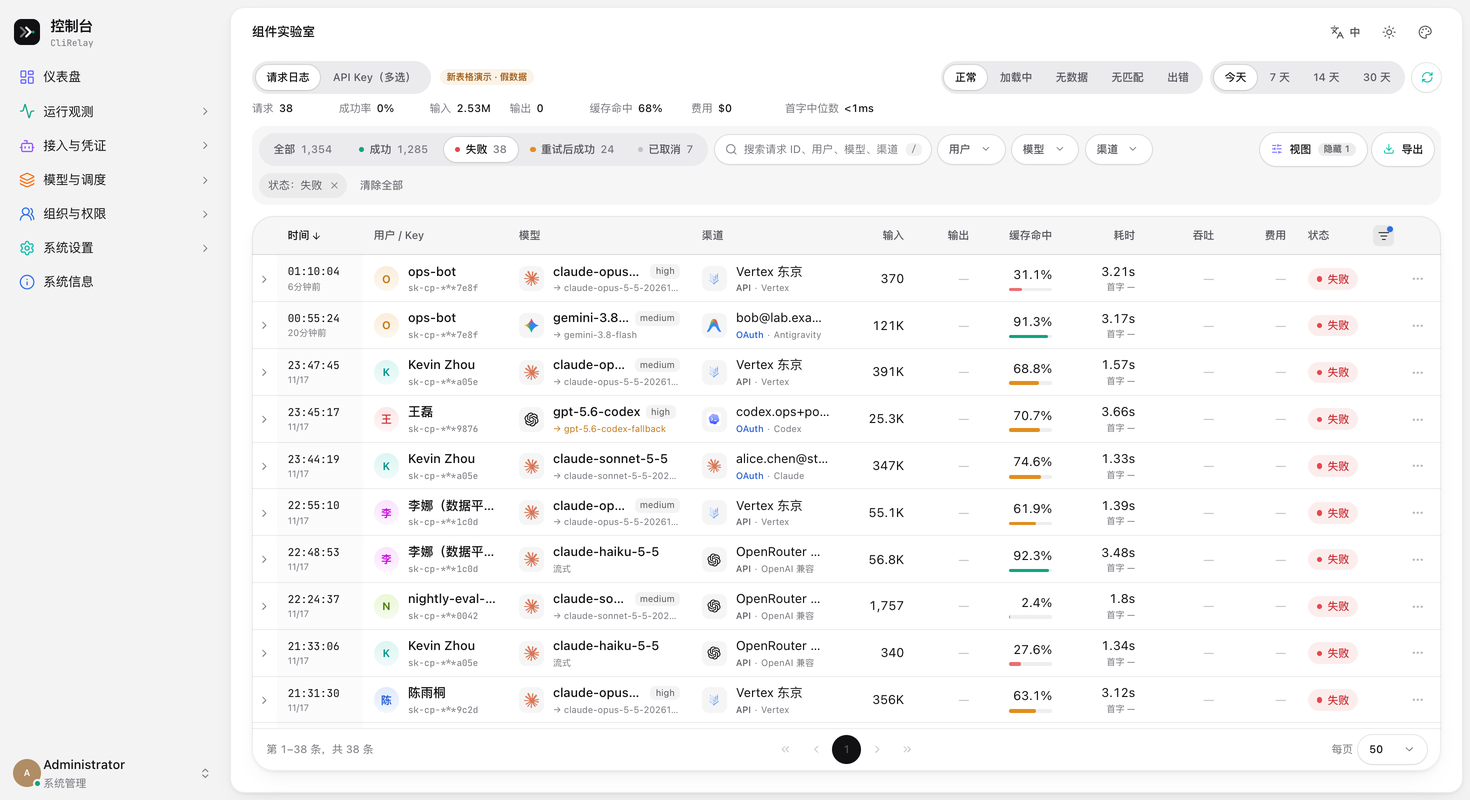 控制台
CliRelay
仪表盘
运行观测
接入与凭证
模型与调度
组织与权限
系统设置
系统信息
A
Administrator
系统管理
组件实验室
中
请求日志 API Key（多选） 新表格演示 · 假数据
正常 加载中 无数据 无匹配 出错 今天 7 天 14 天 30 天
请求 38 成功率 0% 输入 2.53M 输出 0 缓存命中 68% 费用 $0 首字中位数 <1ms
全部 1,354 成功 1,285 失败 38 重试后成功 24 已取消 7 搜索请求 ID、用户、模型、渠道 / 用户 模型 渠道 视图 隐藏 1 导出
状态：失败 × 清除全部
时间 ↓ 用户 / Key 模型 渠道 输入 输出 缓存命中 耗时 吞吐 费用 状态
01:10:04 O ops-bot claude-opus... high Vertex 东京 370 — 31.1% 3.21s — — 失败 ···
6分钟前 sk-cp-***7e8f → claude-opus-5-5-20261... API · Vertex 首字 —
00:55:24 O ops-bot gemini-3.8... medium bob@lab.exa... 121K — 91.3% 3.17s — — 失败 ···
20分钟前 sk-cp-***7e8f → gemini-3.8-flash OAuth · Antigravity 首字 —
23:47:45 K Kevin Zhou claude-op... medium Vertex 东京 391K — 68.8% 1.57s — — 失败 ···
11/17 sk-cp-***a05e → claude-opus-5-5-20261... API · Vertex 首字 —
23:45:17 王 王磊 gpt-5.6-codex high codex.ops+po... 25.3K — 70.7% 3.66s — — 失败 ···
11/17 sk-cp-***9876 → gpt-5.6-codex-fallback OAuth · Codex 首字 —
23:44:19 K Kevin Zhou claude-sonnet-5-5 alice.chen@st... 347K — 74.6% 1.33s — — 失败 ···
11/17 sk-cp-***a05e → claude-sonnet-5-5-202... OAuth · Claude 首字 —
22:55:10 李 李娜（数据平... claude-op... medium Vertex 东京 55.1K — 61.9% 1.39s — — 失败 ···
11/17 sk-cp-***1c0d → claude-opus-5-5-20261... API · Vertex 首字 —
22:48:53 李 李娜（数据平... claude-haiku-5-5 OpenRouter ... 56.8K — 92.3% 3.48s — — 失败 ···
11/17 sk-cp-***1c0d 流式 API · OpenAI 兼容 首字 —
22:24:37 N nightly-eval-... claude-so... medium OpenRouter ... 1,757 — 2.4% 1.8s — — 失败 ···
11/17 sk-cp-***0042 → claude-sonnet-5-5-202... API · OpenAI 兼容 首字 —
21:33:06 K Kevin Zhou claude-haiku-5-5 OpenRouter ... 340 — 27.6% 1.34s — — 失败 ···
11/17 sk-cp-***a05e 流式 API · OpenAI 兼容 首字 —
21:31:30 陈 陈雨桐 claude-opus... high Vertex 东京 356K — 63.1% 3.12s — — 失败 ···
11/17 sk-cp-***9c2d → claude-opus-5-5-20261... API · Vertex 首字 —
第 1–38 条，共 38 条 « ‹ 1 › » 每页 50